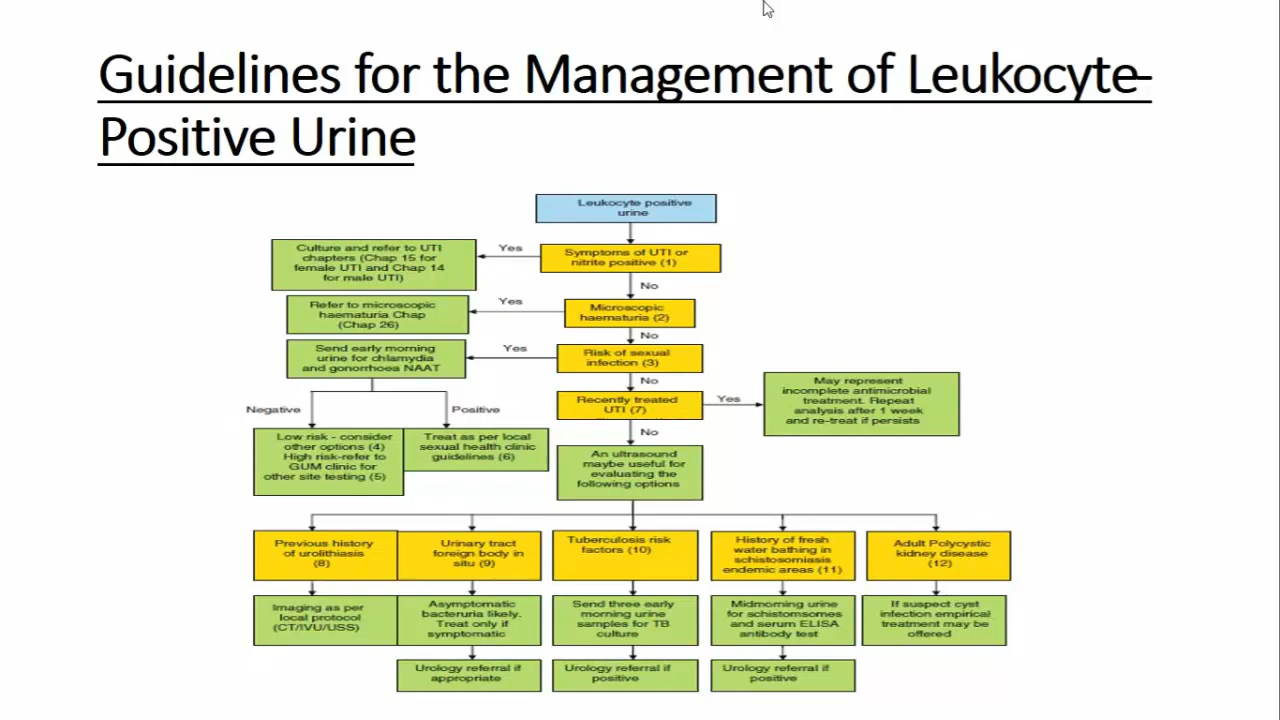 Guidelines for the Management of Leukocyte-
Positive Urine
Leukocyte positive
urine
Yes
Symptoms of UTI or
nitrite positive (1)
Culture and refer to UTI
chapters (Chap 15 for
female UTI and Chap 14
for male UTI)
No
Yes
Microscopic
haematuria (2)
Refer to microscopic
haematuria Chap
(Chap 26)
No
Yes
Risk of sexual
infection (3)
Send early morning
urine for chlamydia
and gonorrhoea NAAT
No
Recently treated
UTI (7)
Yes
May represent
incomplete antimicrobial
treatment. Repeat
analysis after 1 week
and re-treat if persists
Negative
Positive
Low risk - consider
other options (4)
High risk-refer to
GUM clinic for
other site testing (5)
Treat as per local
sexual health clinic
guidelines (6)
No
An ultrasound
maybe useful for
evaluating the
following options
Previous history
of urolithiasis
(8)
Urinary tract
foreign body in
situ (9)
Tuberculosis risk
factors (10)
History of fresh
water bathing in
schistosomiasis
endemic areas (11)
Adult Polycystic
kidney disease
(12)
Imaging as per
local protocol
(CT/IVU/USS)
Asymptomatic
bacteruria likely.
Treat only if
symptomatic
Send three early
morning urine
samples for TB
culture
Midmorning urine
for schistomsomes
and serum ELISA
antibody test
If suspect cyst
infection empirical
treatment may be
offered
Urology referral if
appropriate
Urology referral if
positive
Urology referral if
positive